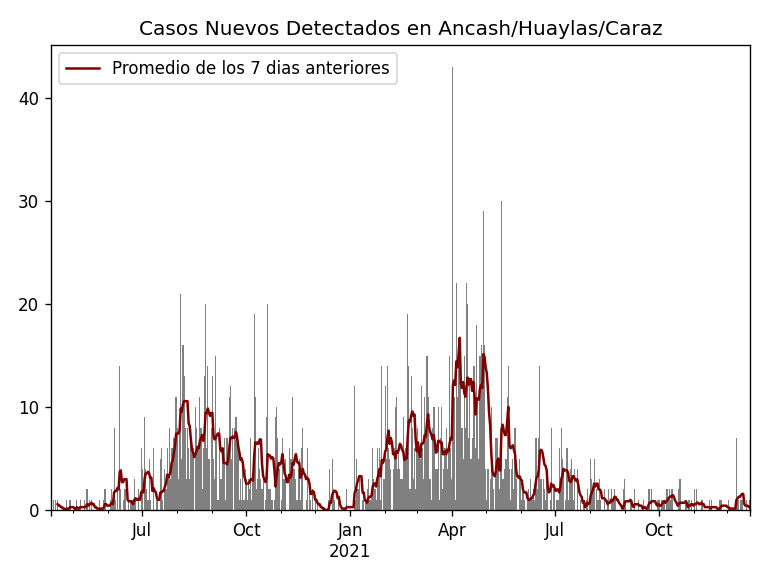 Casos Nuevos Detectados en Ancash/Huaylas/Caraz
Promedio de los 7 dias anteriores
40
30
20
10
0
Jul
Oct
Jan
Apr
Jul
Oct
2021